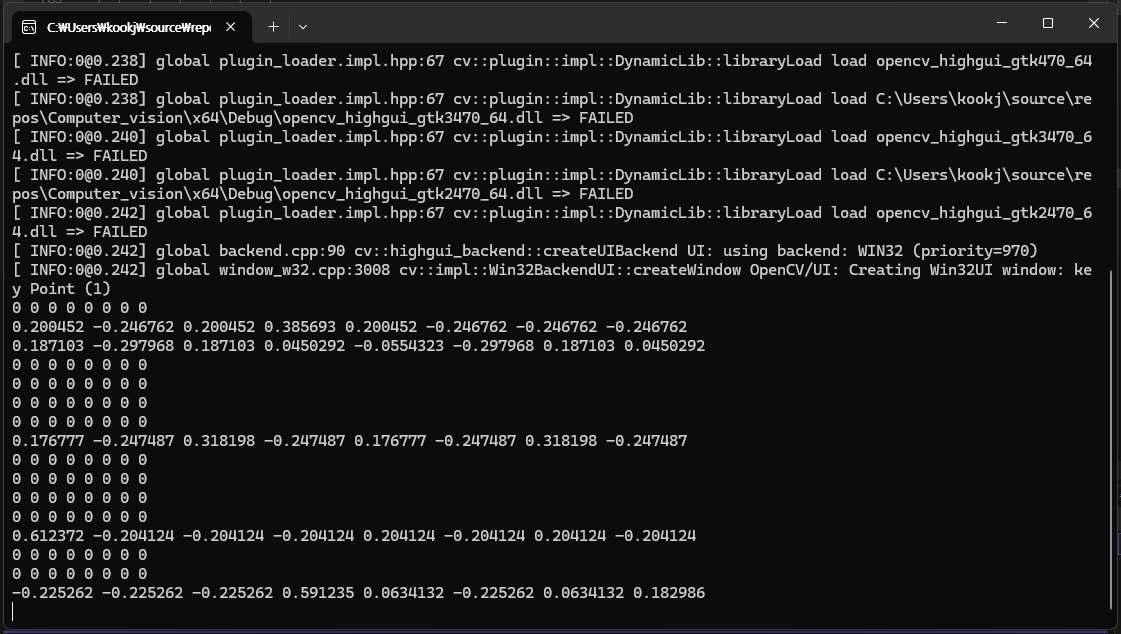 C:₩Users₩kookj₩source₩repo
[ INFO:0@0.238] global plugin_loader.impl.hpp:67 cv::plugin::impl::DynamicLib::libraryLoad load opencv_highgui_gtk470_64
.dll => FAILED
[ INFO:0@0.238] global plugin_loader.impl.hpp:67 cv::plugin::impl::DynamicLib::libraryLoad load C:\Users\kookj\source\re
pos\Computer_vision\x64\Debug\opencv_highgui_gtk3470_64.dll => FAILED
[ INFO:0@0.240] global plugin_loader.impl.hpp:67 cv::plugin::impl::DynamicLib::libraryLoad load opencv_highgui_gtk3470_6
4.dll => FAILED
[ INFO:0@0.240] global plugin_loader.impl.hpp:67 cv::plugin::impl::DynamicLib::libraryLoad load C:\Users\kookj\source\re
pos\Computer_vision\x64\Debug\opencv_highgui_gtk2470_64.dll => FAILED
[ INFO:0@0.242] global plugin_loader.impl.hpp:67 cv::plugin::impl::DynamicLib::libraryLoad load opencv_highgui_gtk2470_6
4.dll => FAILED
[ INFO:0@0.242] global backend.cpp:90 cv::highgui_backend::createUIBackend UI: using backend: WIN32 (priority=970)
[ INFO:0@0.242] global window_w32.cpp:3008 cv::impl::Win32BackendUI::createWindow OpenCV/UI: Creating Win32UI window: ke
y Point (1)
0 0 0 0 0 0 0 0
0.200452 -0.246762 0.200452 0.385693 0.200452 -0.246762 -0.246762 -0.246762
0.187103 -0.297968 0.187103 0.0450292 -0.0554323 -0.297968 0.187103 0.0450292
0 0 0 0 0 0 0 0
0 0 0 0 0 0 0 0
0 0 0 0 0 0 0 0
0 0 0 0 0 0 0 0
0.176777 -0.247487 0.318198 -0.247487 0.176777 -0.247487 0.318198 -0.247487
0 0 0 0 0 0 0 0
0 0 0 0 0 0 0 0
0 0 0 0 0 0 0 0
0 0 0 0 0 0 0 0
0.612372 -0.204124 -0.204124 -0.204124 0.204124 -0.204124 0.204124 -0.204124
0 0 0 0 0 0 0 0
0 0 0 0 0 0 0 0
-0.225262 -0.225262 -0.225262 0.591235 0.0634132 -0.225262 0.0634132 0.182986